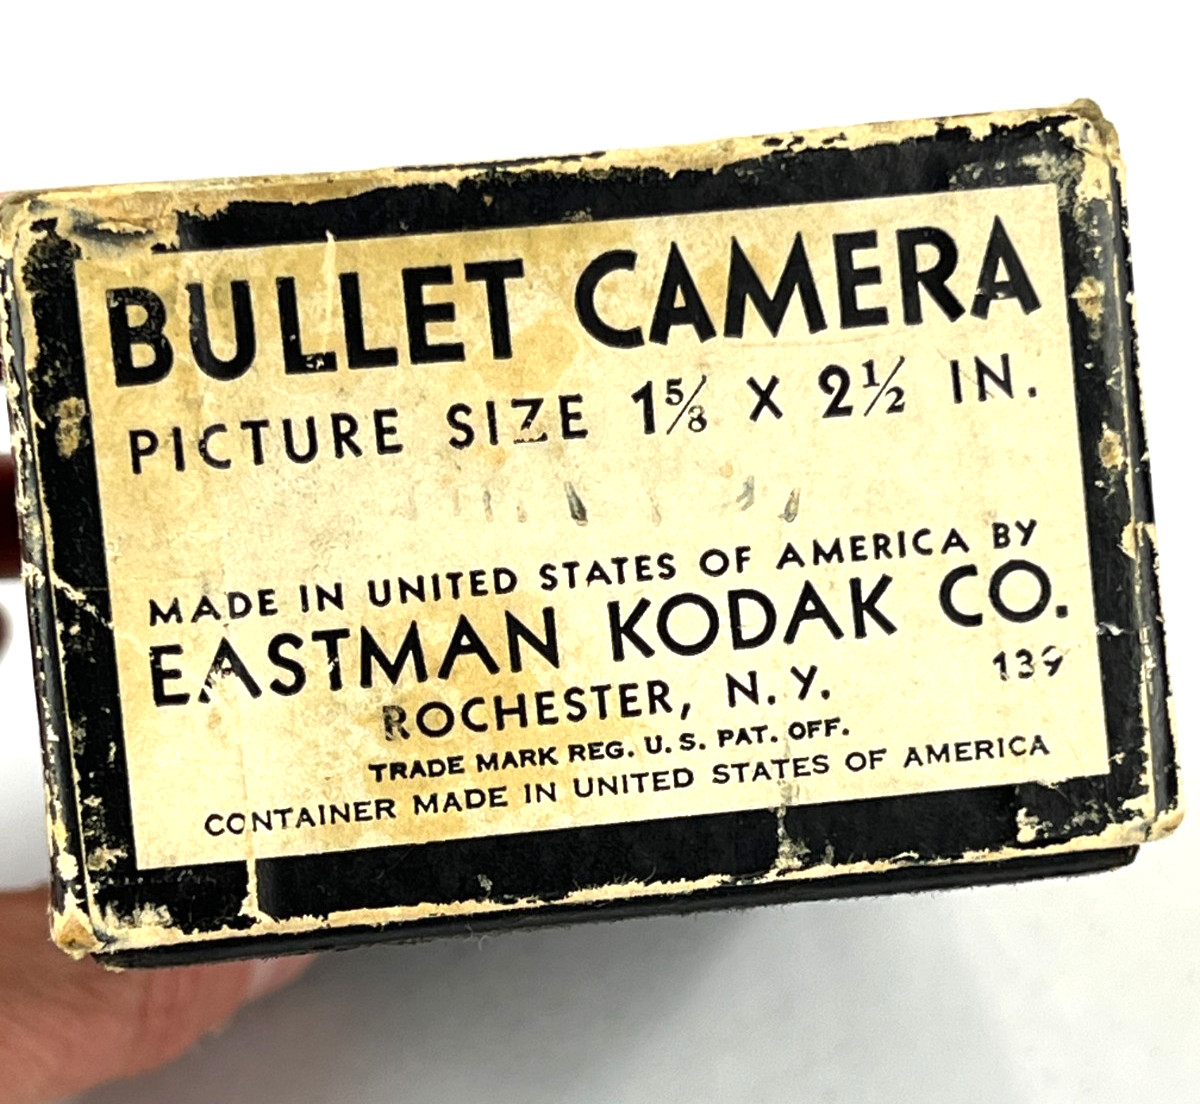 BULLET CAMERA
PICTURE SIZE 1⅝ X 2½ IN.
MADE IN UNITED STATES OF AMERICA BY
EASTMAN KODAK CO.
ROCHESTER, N. Y. 139
TRADE MARK REG. U. S. PAT. OFF.
CONTAINER MADE IN UNITED STATES OF AMERICA